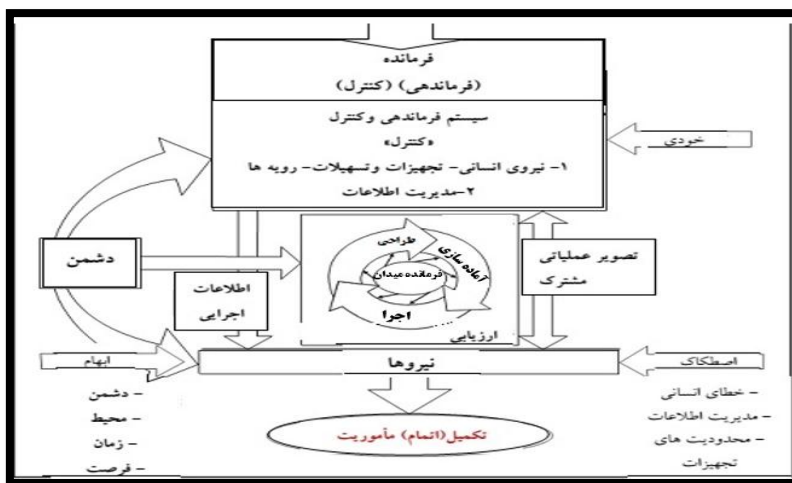 فرمانده
(فرماندهی) (کنترل)
سیستم فرماندهی وکنترل
«کنترل»
۱- نیروی انسانی- تجهیزات وتسهیلات- رویه ها
۲-مدیریت اطلاعات
خودی
دشمن
اطلاعات
اجرایی
طراحی
آماده سازی
فرمانده میدان
اجرا
ارزیابی
تصویر عملیاتی
مشترک
ابهام
نیروها
اصطکاک
- دشمن
- محیط
- زمان
- فرصت
تکمیل(اتمام) مأموریت
- خطای انسانی
- مدیریت اطلاعات
- محدودیت های
تجهیزات